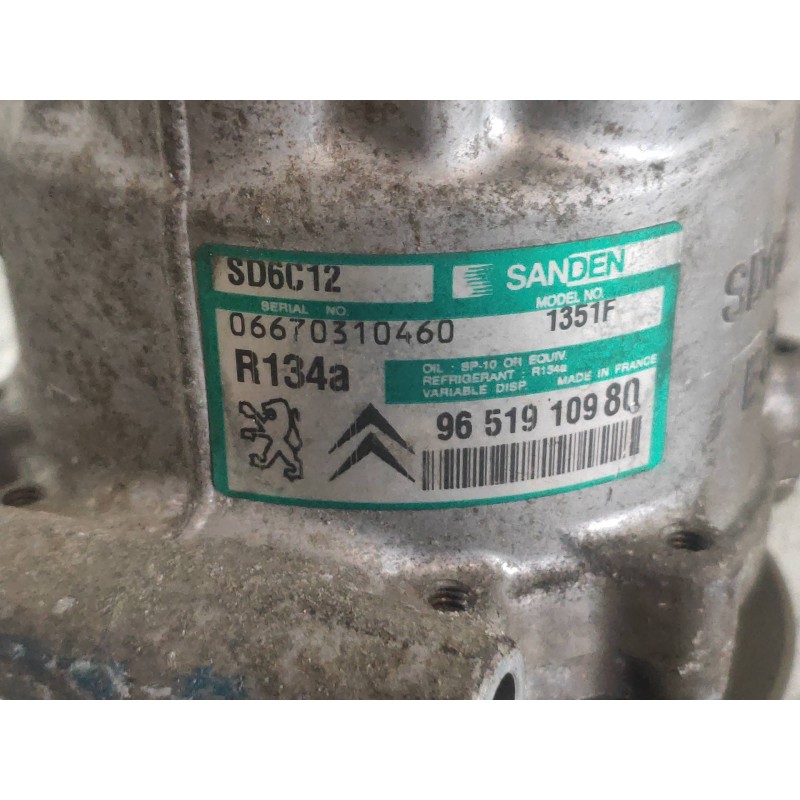 SD6C12
SANDEN
SERIAL NO.
MODEL NO.
06670310460
1351F
R134a
OIL : SP-10 OR EQUIV.
REFRIGERANT : R134a
VARIABLE DISP. MADE IN FRANCE
96 519 109 80